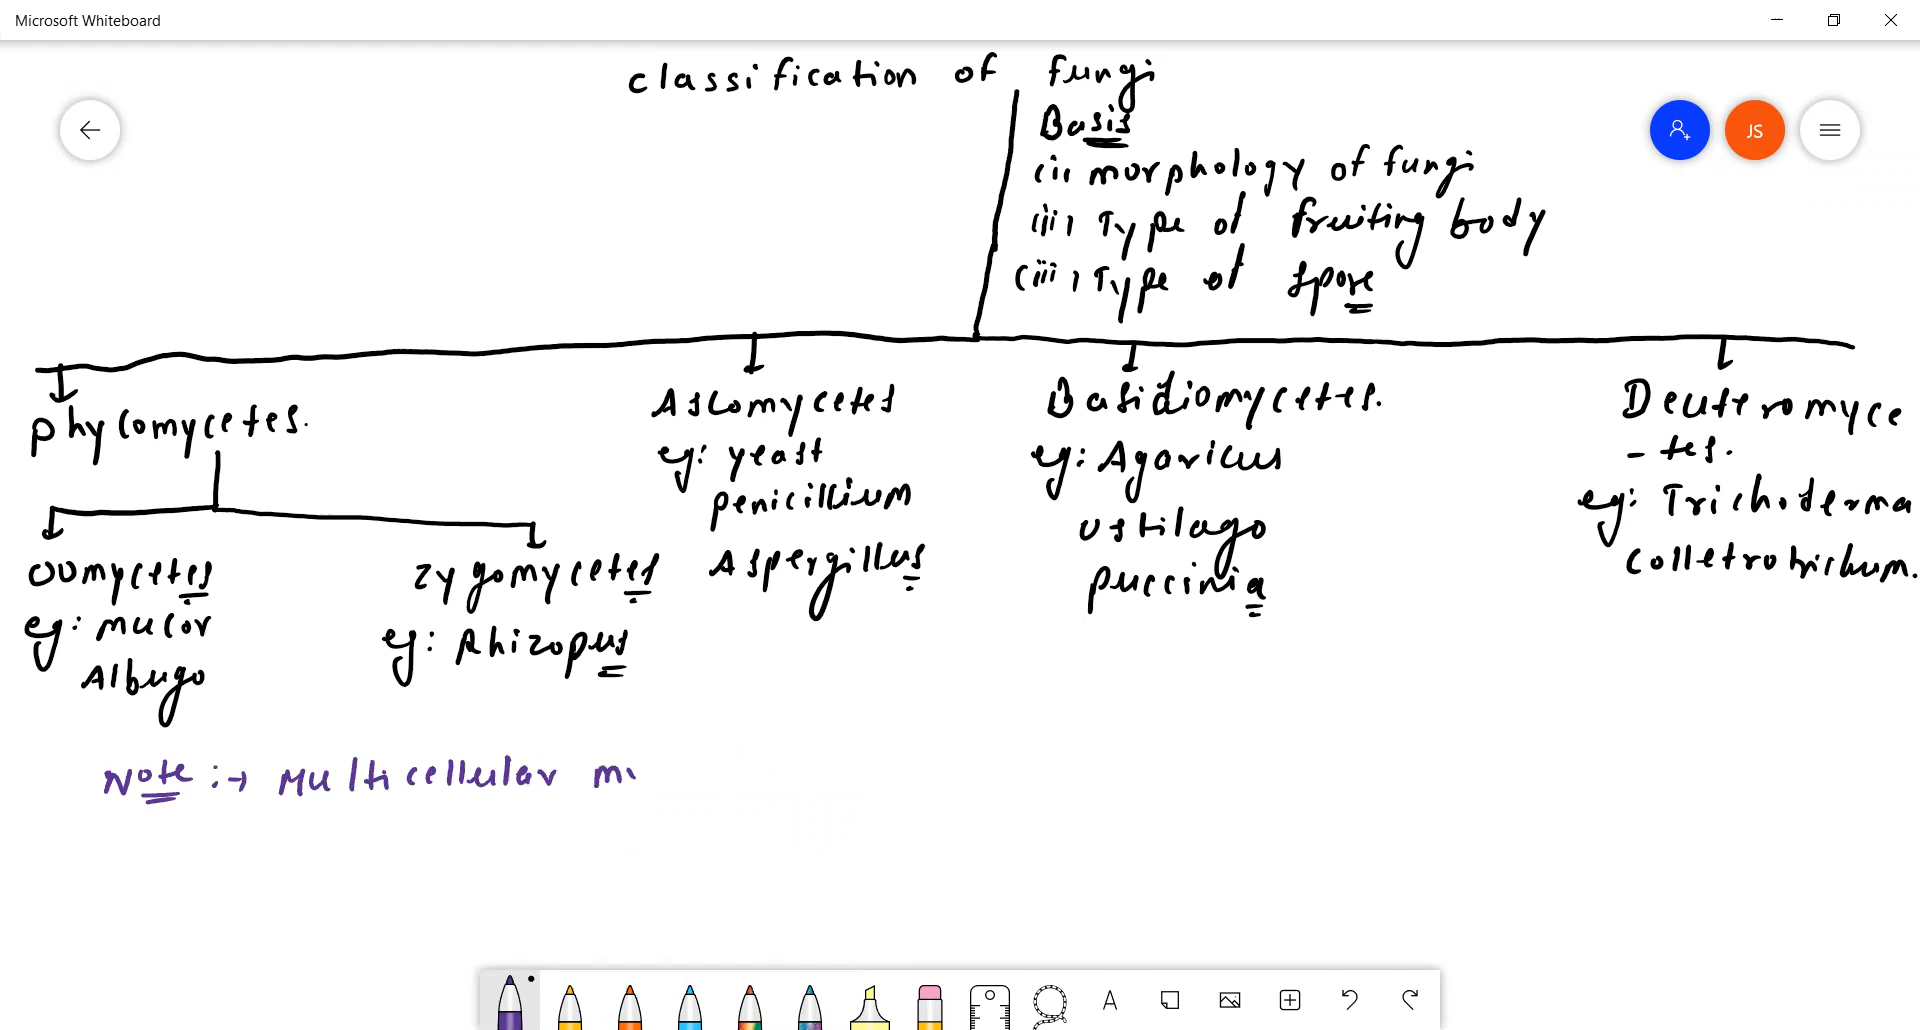 Microsoft Whiteboard
classification of fungi
Basis
JS
(i) morphology of fungi
(ii) Type of fruiting body
(iii) Type of spore
Phycomycetes.
Ascomycetes
eg: yeast
penicillium
Aspergillus
Basidiomycetes.
eg: Agaricus
Ustilago
puccinia
Deuteromyce
- tes.
eg: Trichoderma
Colletrotrichum.
Oomycetes
eg: Mucor
Albugo
Zygomycetes
eg: Rhizopus
Note :→ Multicellular
A